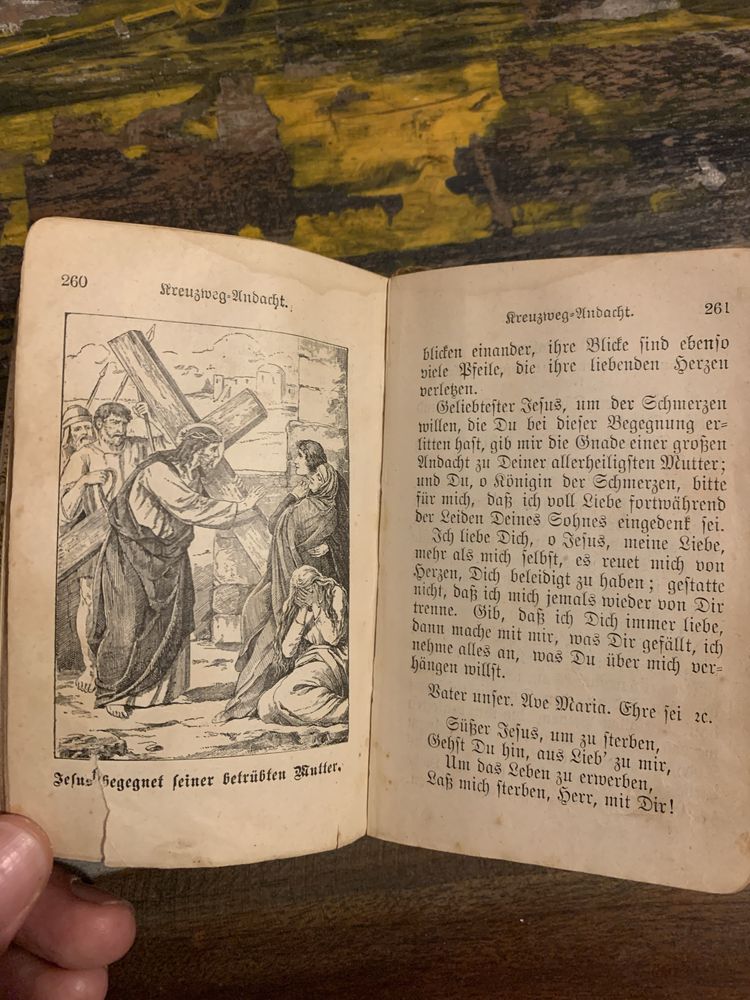 260
Kreuzweg=Andacht.
Jesus begegnet seiner betrübten Mutter.
Kreuzweg=Andacht.
261
blicken einander, ihre Blicke sind ebenso
viele Pfeile, die ihre liebenden Herzen
verletzen.
Geliebtester Jesus, um der Schmerzen
willen, die Du bei dieser Begegnung er=
litten hast, gib mir die Gnade einer großen
Andacht zu Deiner allerheiligsten Mutter;
und Du, o Königin der Schmerzen, bitte
für mich, daß ich voll Liebe fortwährend
der Leiden Deines Sohnes eingedenk sei.
Ich liebe Dich, o Jesus, meine Liebe,
mehr als mich selbst, es reuet mich von
Herzen, Dich beleidigt zu haben; gestatte
nicht, daß ich mich jemals wieder von Dir
trenne. Gib, daß ich Dich immer liebe,
dann mache mit mir, was Dir gefällt, ich
nehme alles an, was Du über mich ver=
hängen willst.
Vater unser. Ave Maria. Ehre sei ꝛc.
Süßer Jesus, um zu sterben,
Gehst Du hin, aus Lieb' zu mir,
Um das Leben zu erwerben,
Laß mich sterben, Herr, mit Dir!